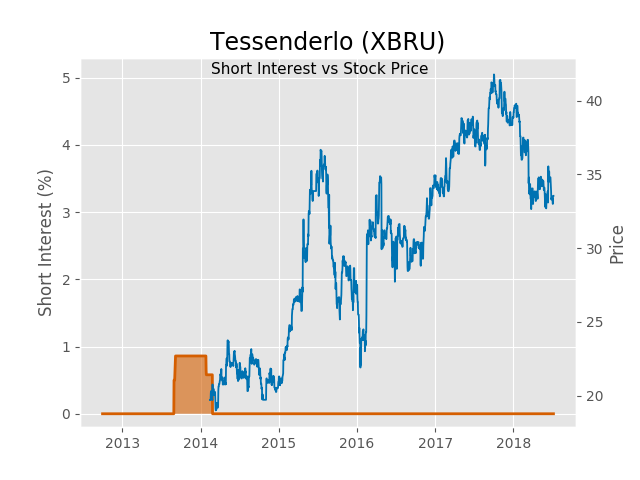 Tessenderlo (XBRU)
Short Interest vs Stock Price
Short Interest (%)
5
4
3
2
1
0
40
35
30
25
20
Price
2013 2014 2015 2016 2017 2018